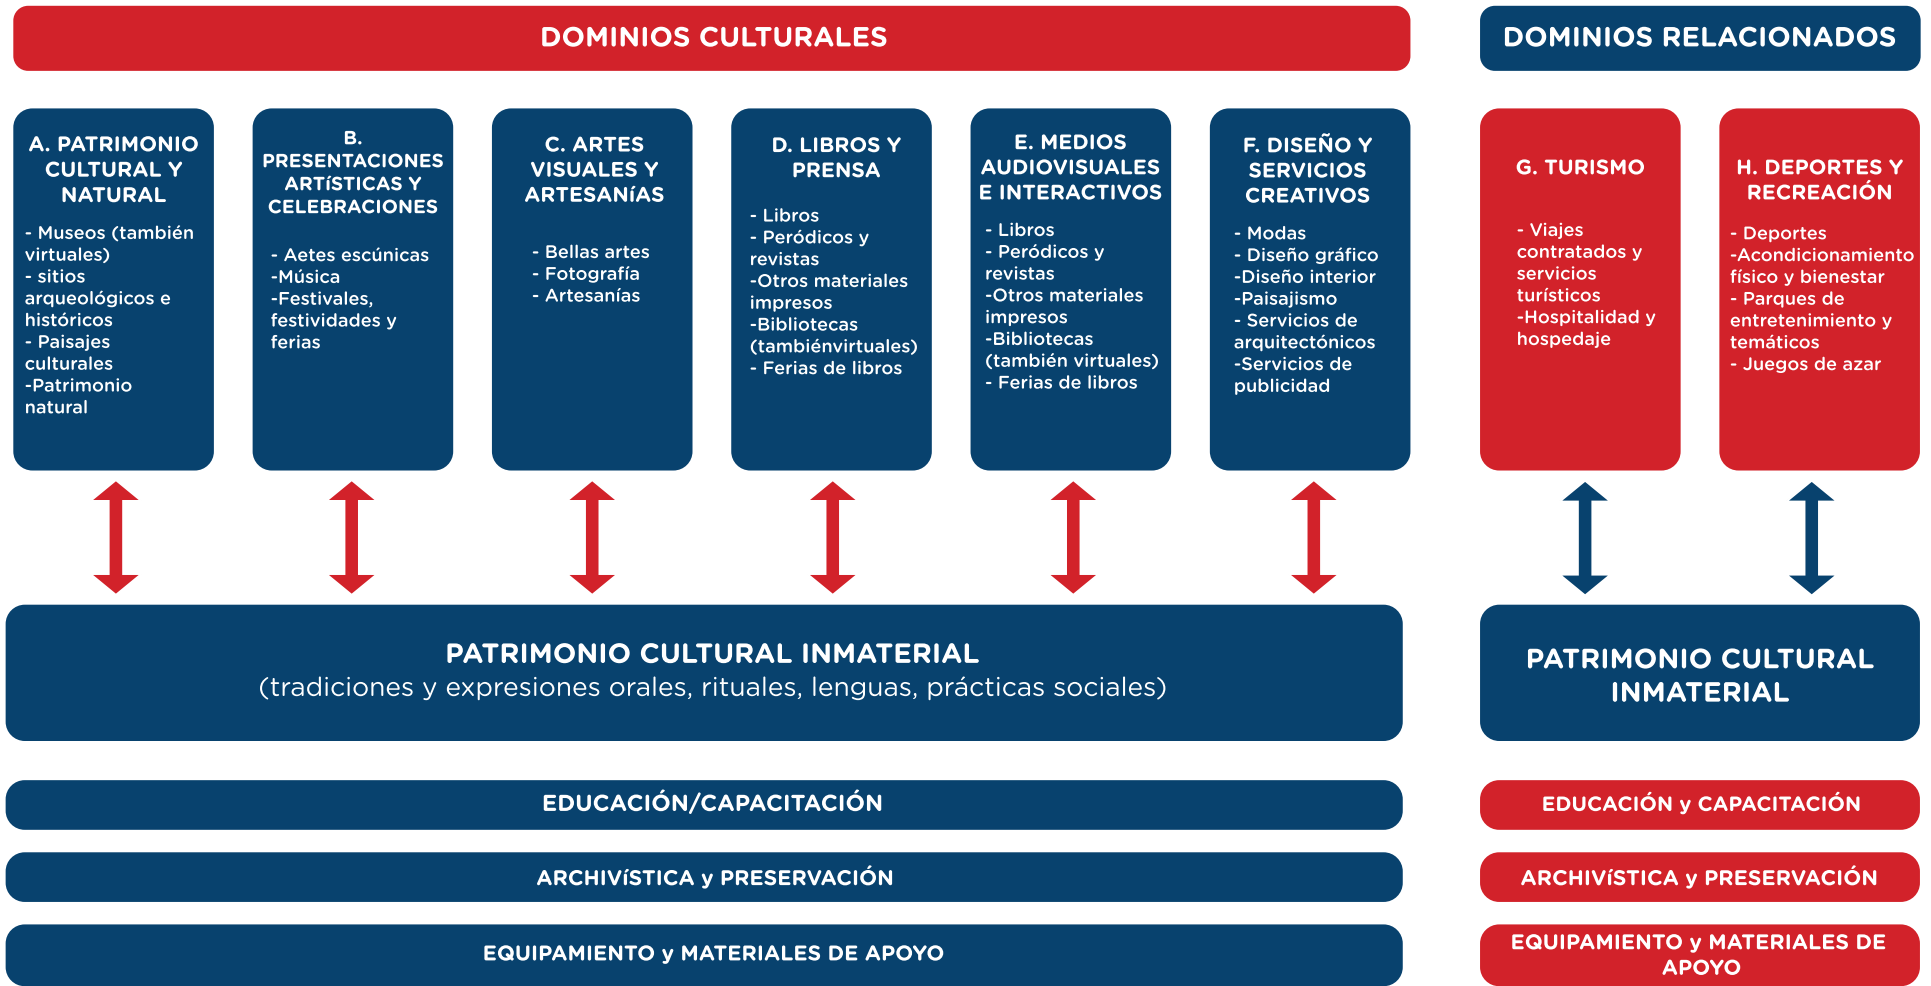 DOMINIOS CULTURALES
DOMINIOS RELACIONADOS
A. PATRIMONIO
CULTURAL Y
NATURAL
- Museos (también
virtuales)
- sitios
arqueológicos e
históricos
- Paisajes
culturales
-Patrimonio
natural
B.
PRESENTACIONES
ARTíSTICAS Y
CELEBRACIONES
- Aetes escúnicas
-Música
-Festivales,
festividades y
ferias
C. ARTES
VISUALES Y
ARTESANíAS
- Bellas artes
- Fotografía
- Artesanías
D. LIBROS Y
PRENSA
- Libros
- Periódicos y
revistas
-Otros materiales
impresos
-Bibliotecas
(tambiénvirtuales)
- Ferias de libros
E. MEDIOS
AUDIOVISUALES
E INTERACTIVOS
- Libros
- Periódicos y
revistas
-Otros materiales
impresos
-Bibliotecas
(también virtuales)
- Ferias de libros
F. DISEÑO Y
SERVICIOS
CREATIVOS
- Modas
- Diseño gráfico
-Diseño interior
-Paisajismo
- Servicios de
arquitectónicos
-Servicios de
publicidad
G. TURISMO
- Viajes
contratados y
servicios
turísticos
-Hospitalidad y
hospedaje
H. DEPORTES Y
RECREACIÓN
- Deportes
-Acondicionamiento
físico y bienestar
- Parques de
entretenimiento y
temáticos
- Juegos de azar
PATRIMONIO CULTURAL INMATERIAL
(tradiciones y expresiones orales, rituales, lenguas, prácticas sociales)
PATRIMONIO CULTURAL
INMATERIAL
EDUCACIÓN/CAPACITACIÓN
EDUCACIÓN y CAPACITACIÓN
ARCHIVíSTICA y PRESERVACIÓN
ARCHIVíSTICA y PRESERVACIÓN
EQUIPAMIENTO y MATERIALES DE APOYO
EQUIPAMIENTO y MATERIALES DE
APOYO